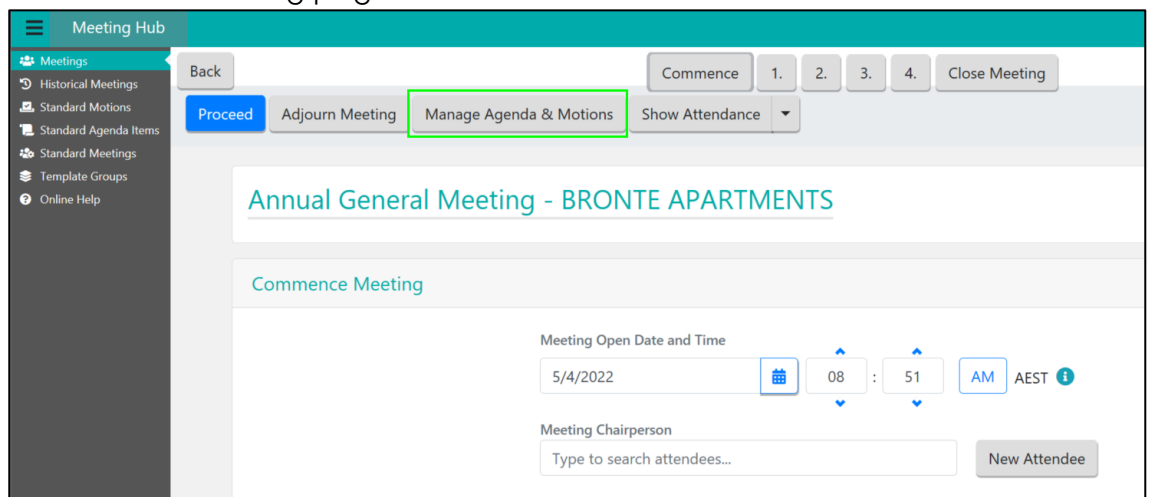 Meeting Hub
Meetings
Historical Meetings
Standard Motions
Standard Agenda Items
Standard Meetings
Template Groups
Online Help
Back
Commence 1. 2. 3. 4. Close Meeting
Proceed Adjourn Meeting Manage Agenda & Motions Show Attendance
Annual General Meeting - BRONTE APARTMENTS
Commence Meeting
Meeting Open Date and Time
5/4/2022 08 : 51 AM AEST
Meeting Chairperson
Type to search attendees... New Attendee